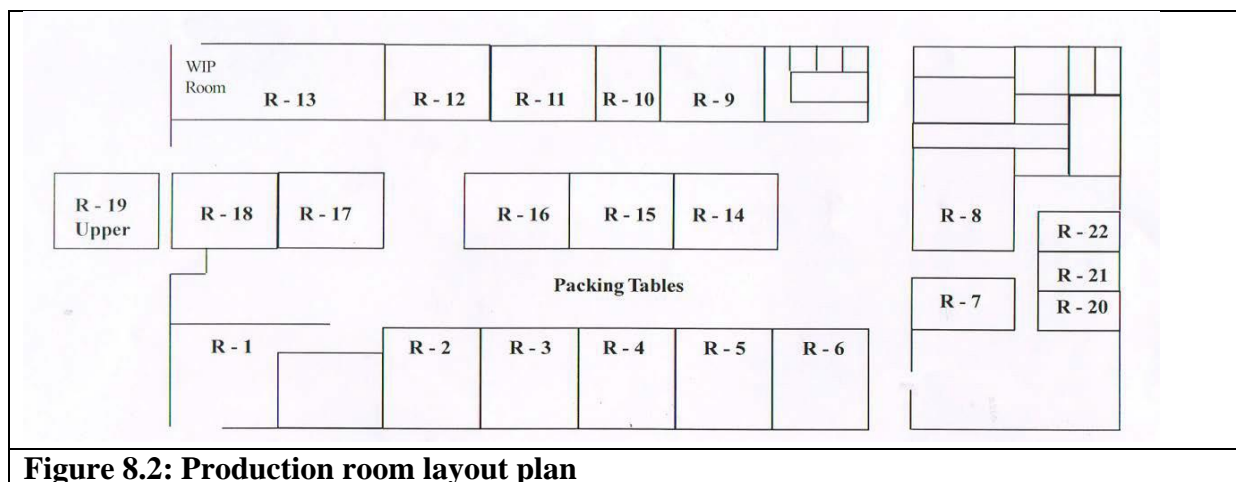 WIP
Room
R - 13
R - 12
R - 11
R - 10
R - 9
R - 19
Upper
R - 18
R - 17
R - 16
R - 15
R - 14
R - 8
R - 22
R - 21
R - 20
Packing Tables
R - 7
R - 1
R - 2
R - 3
R - 4
R - 5
R - 6
Figure 8.2: Production room layout plan